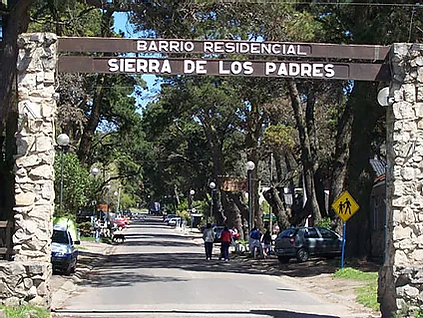 BARRIO RESIDENCIAL
SIERRA DE LOS PADRES